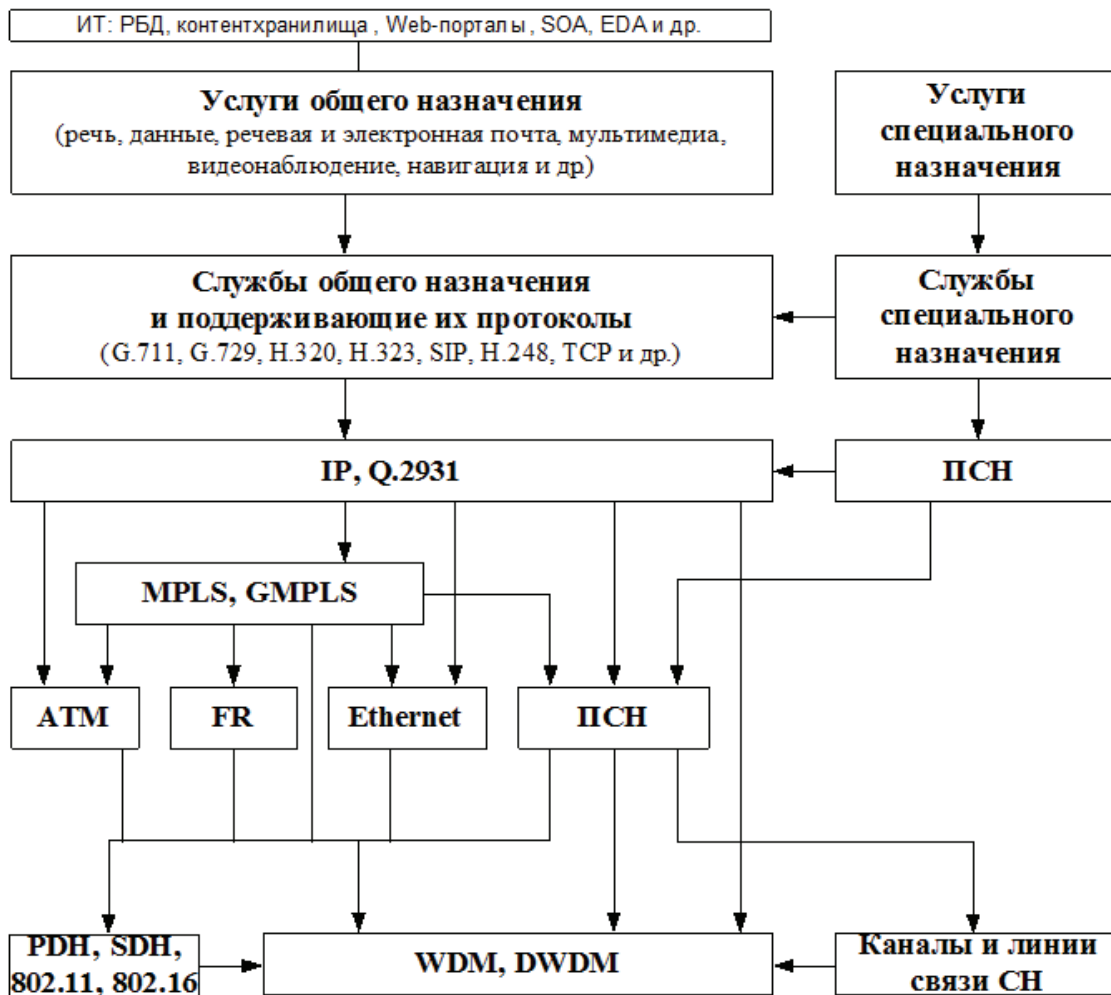 ИТ: РБД, контентхранилища , Web-порталы, SOA, EDA и др.
Услуги общего назначения
(речь, данные, речевая и электронная почта, мультимедиа,
видеонаблюдение, навигация и др)
Услуги
специального
назначения
Службы общего назначения
и поддерживающие их протоколы
(G.711, G.729, H.320, H.323, SIP, H.248, TCP и др.)
Службы
специального
назначения
IP, Q.2931
ПСН
MPLS, GMPLS
ATM
FR
Ethernet
ПСН
PDH, SDH,
802.11, 802.16
WDM, DWDM
Каналы и линии
связи СН